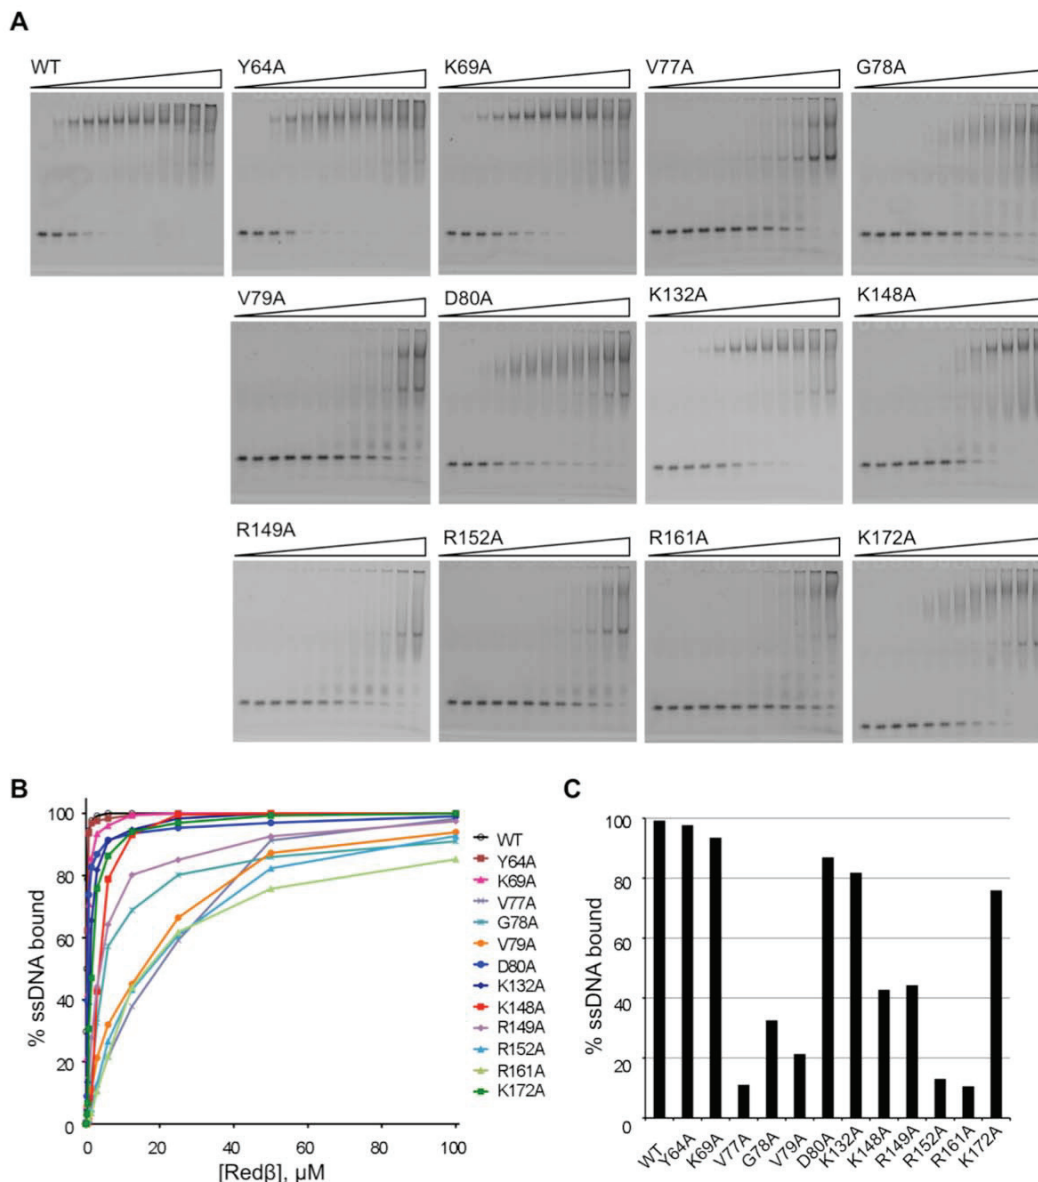 A
WT
Y64A
K69A
V77A
G78A
V79A
D80A
K132A
K148A
R149A
R152A
R161A
K172A
B
100
80
60
40
20
0
% ssDNA bound
0
20
40
60
80
100
[Redβ], μM
WT
Y64A
K69A
V77A
G78A
V79A
D80A
K132A
K148A
R149A
R152A
R161A
K172A
C
100
80
60
40
20
0
% ssDNA bound
WT
Y64A
K69A
V77A
G78A
V79A
D80A
K132A
K148A
R149A
R152A
R161A
K172A